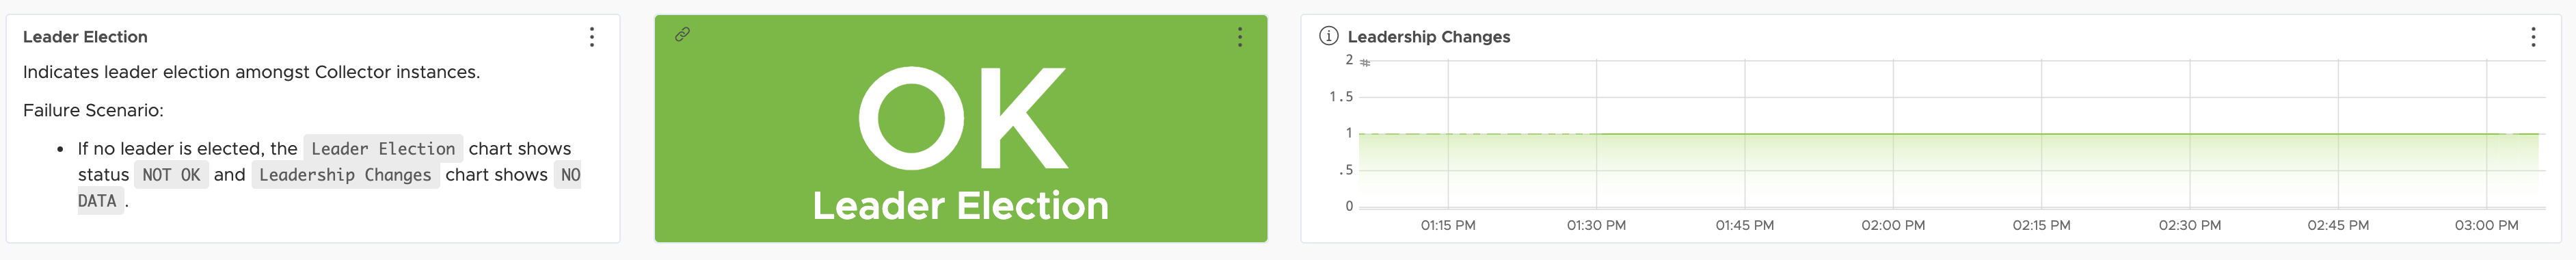 Leader Election
Indicates leader election amongst Collector instances.
Failure Scenario:
• If no leader is elected, the Leader Election chart shows
status NOT OK and Leadership Changes chart shows NO
DATA .
OK
Leader Election
Leadership Changes
2 #
1.5
1
.5
0
01:15 PM 01:30 PM 01:45 PM 02:00 PM 02:15 PM 02:30 PM 02:45 PM 03:00 PM